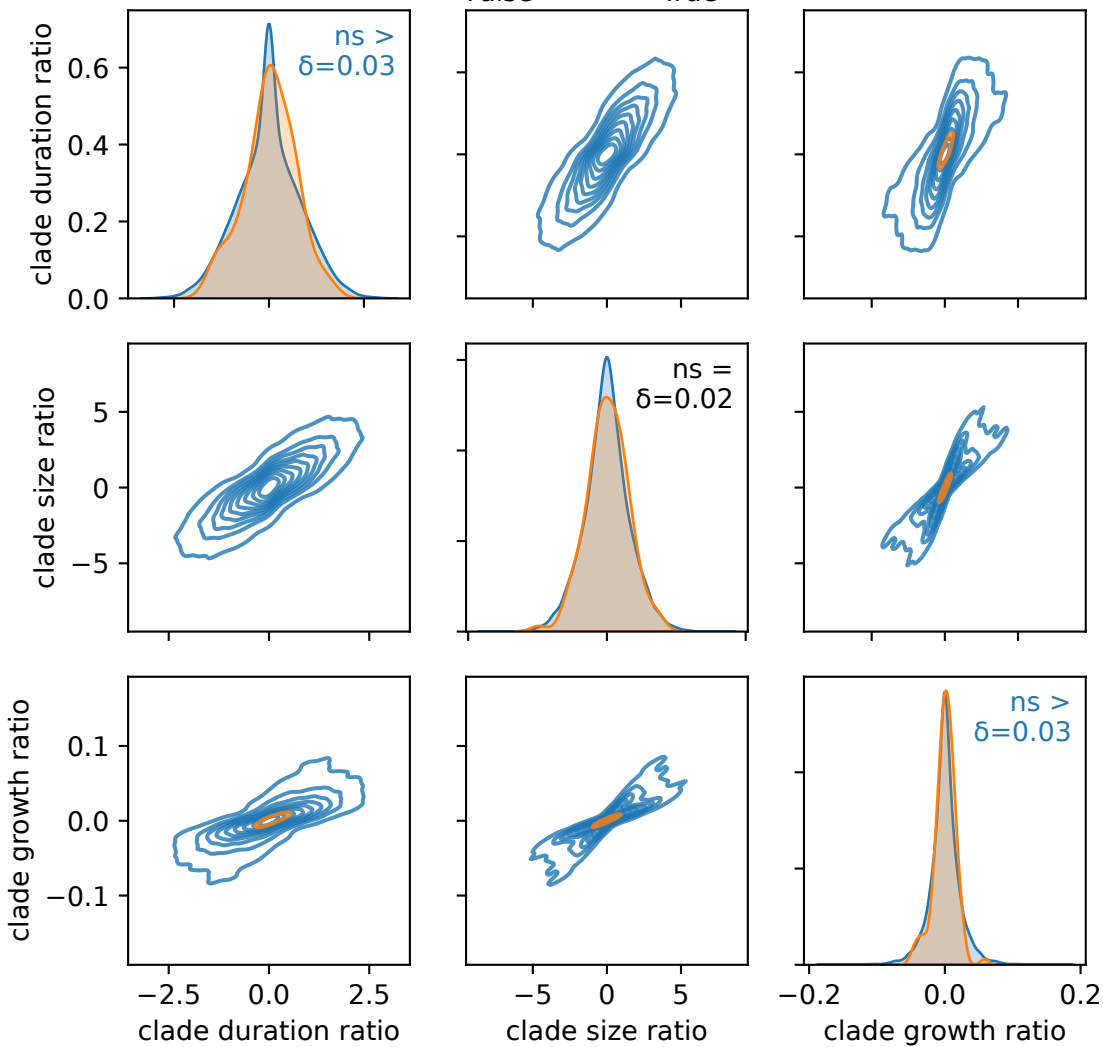 clade duration ratio
0.6
0.4
0.2
0.0
ns >
δ=0.03
clade size ratio
5
0
−5
ns =
δ=0.02
clade growth ratio
0.1
0.0
−0.1
ns >
δ=0.03
−2.5 0.0 2.5
−5 0 5
−0.2 0.0 0.2
clade duration ratio
clade size ratio
clade growth ratio